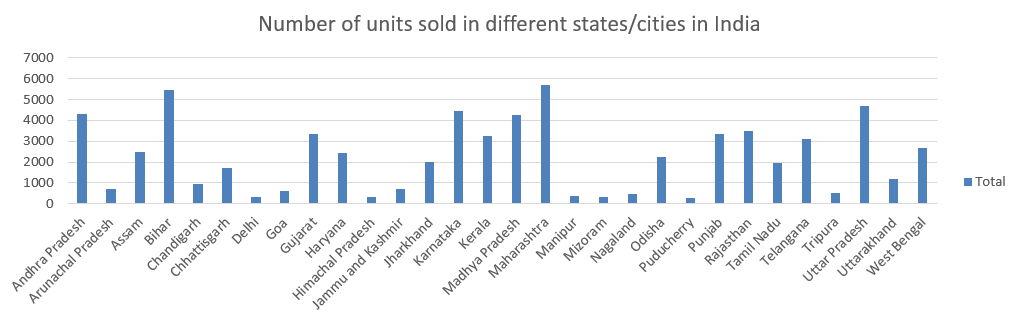 Number of units sold in different states/cities in India
7000
6000
5000
4000
3000
2000
1000
0
Andhra Pradesh
Arunachal Pradesh
Assam
Bihar
Chandigarh
Chhattisgarh
Delhi
Goa
Gujarat
Haryana
Himachal Pradesh
Jammu and Kashmir
Jharkhand
Karnataka
Kerala
Madhya Pradesh
Maharashtra
Manipur
Mizoram
Nagaland
Odisha
Puducherry
Punjab
Rajasthan
Tamil Nadu
Telangana
Tripura
Uttar Pradesh
Uttarakhand
West Bengal
Total